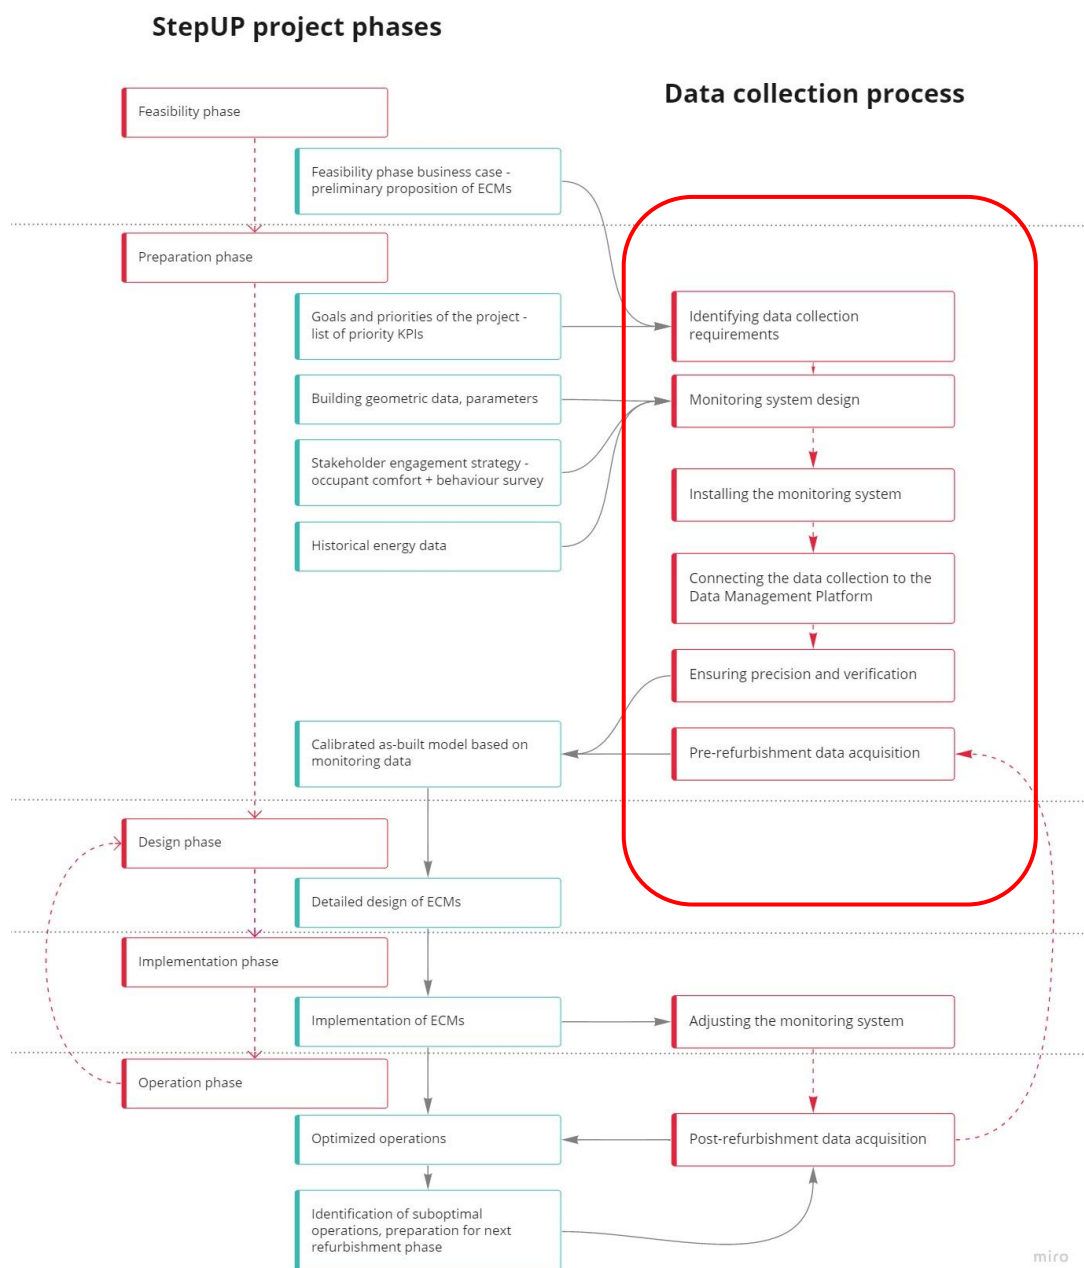 StepUP project phases
Data collection process
Feasibility phase
Feasibility phase business case -
preliminary proposition of ECMs
Preparation phase
Goals and priorities of the project -
list of priority KPIs
Identifying data collection
requirements
Building geometric data, parameters
Monitoring system design
Stakeholder engagement strategy -
occupant comfort + behaviour survey
Installing the monitoring system
Historical energy data
Connecting the data collection to the
Data Management Platform
Ensuring precision and verification
Calibrated as-built model based on
monitoring data
Pre-refurbishment data acquisition
Design phase
Detailed design of ECMs
Implementation phase
Implementation of ECMs
Adjusting the monitoring system
Operation phase
Optimized operations
Post-refurbishment data acquisition
Identification of suboptimal
operations, preparation for next
refurbishment phase
miro